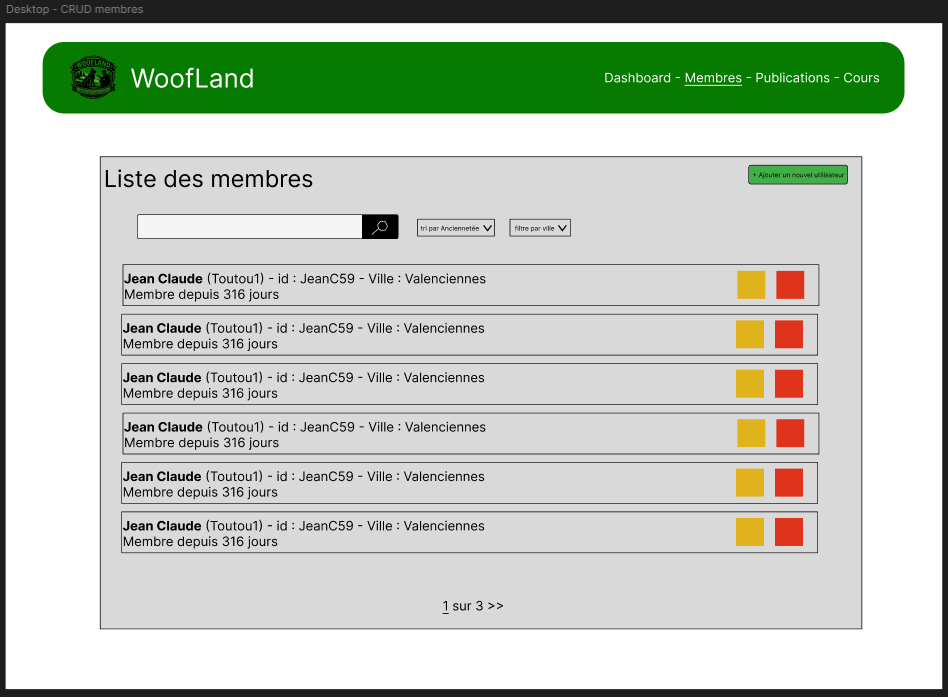 Desktop - CRUD membres
WOOFLAND
WoofLand
Dashboard - Membres - Publications - Cours
Liste des membres
+ Ajouter un nouvel utilisateur
tri par Anciennetée
filtre par ville
Jean Claude (Toutou1) - id : JeanC59 - Ville : Valenciennes
Membre depuis 316 jours
Jean Claude (Toutou1) - id : JeanC59 - Ville : Valenciennes
Membre depuis 316 jours
Jean Claude (Toutou1) - id : JeanC59 - Ville : Valenciennes
Membre depuis 316 jours
Jean Claude (Toutou1) - id : JeanC59 - Ville : Valenciennes
Membre depuis 316 jours
Jean Claude (Toutou1) - id : JeanC59 - Ville : Valenciennes
Membre depuis 316 jours
Jean Claude (Toutou1) - id : JeanC59 - Ville : Valenciennes
Membre depuis 316 jours
1 sur 3 >>